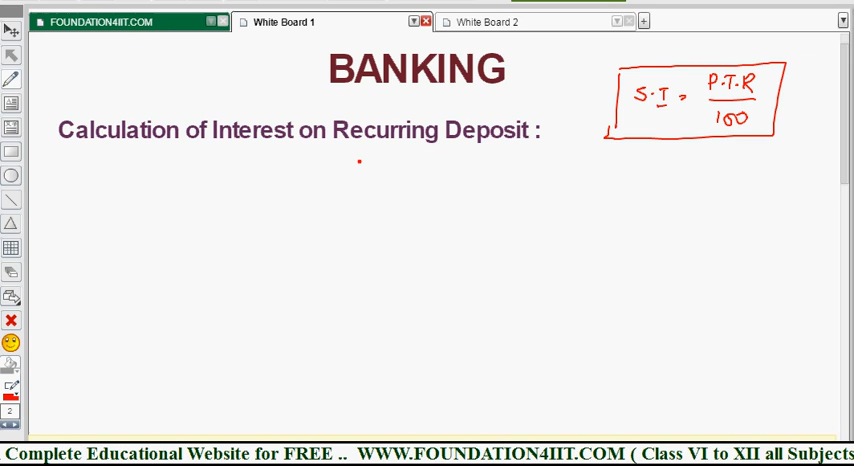 FOUNDATION4IIT.COM
White Board 1
White Board 2
BANKING
S.I = P.T.R
100
Calculation of Interest on Recurring Deposit :
2
Complete Educational Website for FREE .. WWW.FOUNDATION4IIT.COM ( Class VI to XII all Subjects